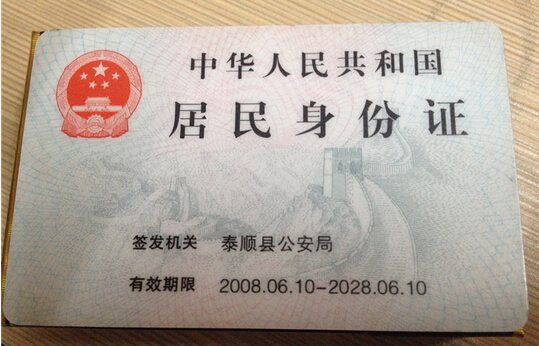 中华人民共和国
居民身份证
签发机关 泰顺县公安局
有效期限 2008.06.10-2028.06.10